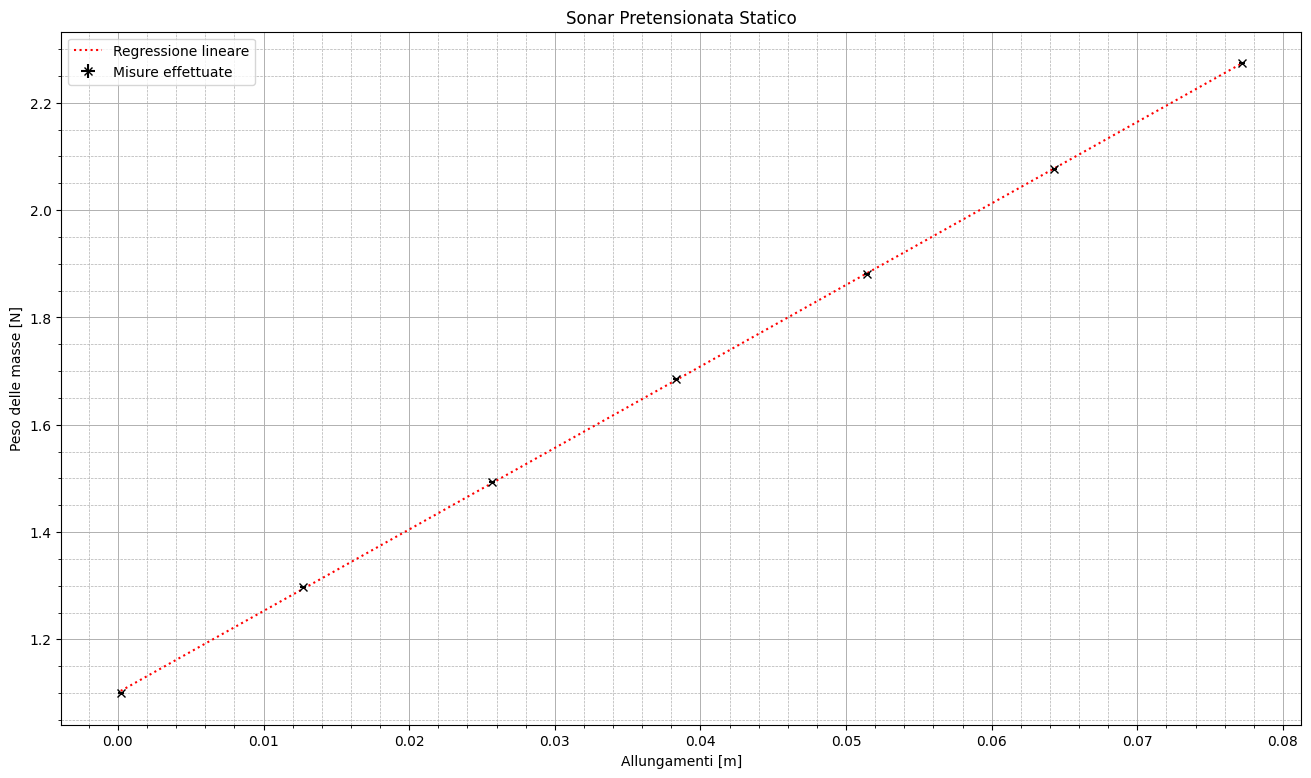 Sonar Pretensionata Statico
Regressione lineare
Misure effettuate
Peso delle masse [N]
2.2
2.0
1.8
1.6
1.4
1.2
0.00 0.01 0.02 0.03 0.04 0.05 0.06 0.07 0.08
Allungamenti [m]